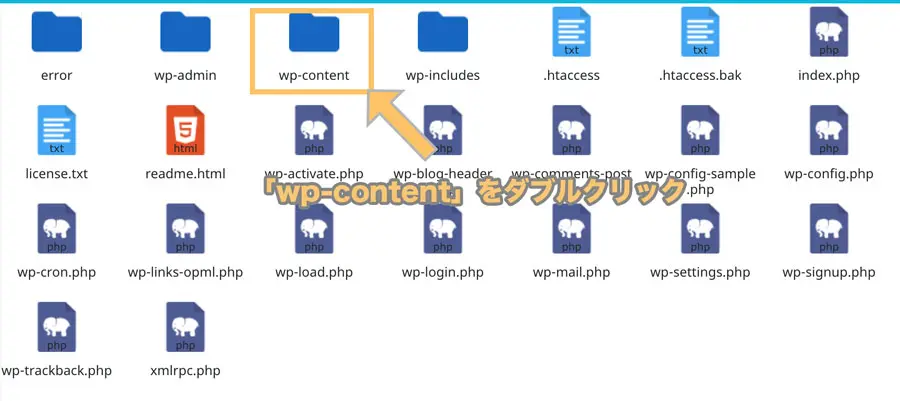 error wp-admin wp-content wp-includes .htaccess .htaccess.bak index.php
txt txt php
license.txt readme.html wp-activate.php wp-blog-header wp-comments-post wp-config-sample.php wp-config.php
txt 5 html php php php php php
「wp-content」をダブルクリック
wp-cron.php wp-links-opml.php wp-load.php wp-login.php wp-mail.php wp-settings.php wp-signup.php
php php php php php php php
wp-trackback.php xmlrpc.php
php php